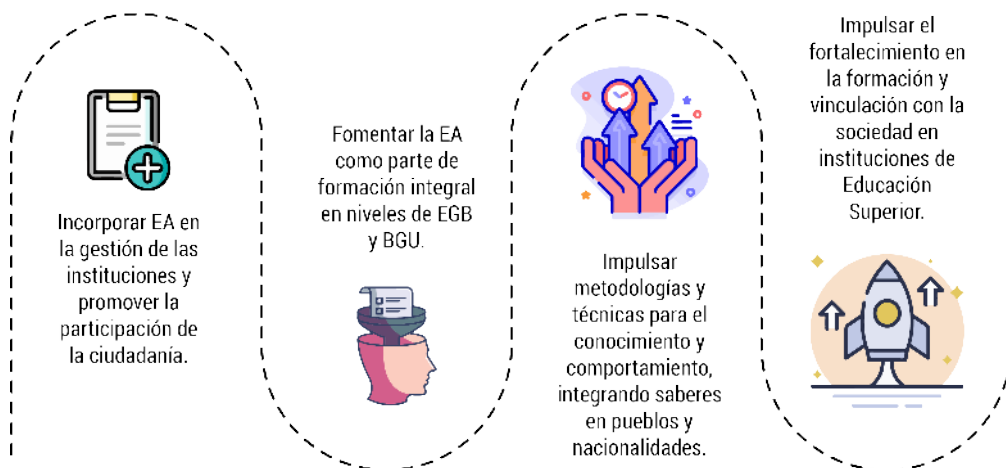 Incorporar EA en
la gestión de las
instituciones y
promover la
participación de
la ciudadanía.
Fomentar la EA
como parte de
formación integral
en niveles de EGB
y BGU.
Impulsar
metodologías y
técnicas para el
conocimiento y
comportamiento,
integrando saberes
en pueblos y
nacionalidades.
Impulsar el
fortalecimiento en
la formación y
vinculación con la
sociedad en
instituciones de
Educación
Superior.